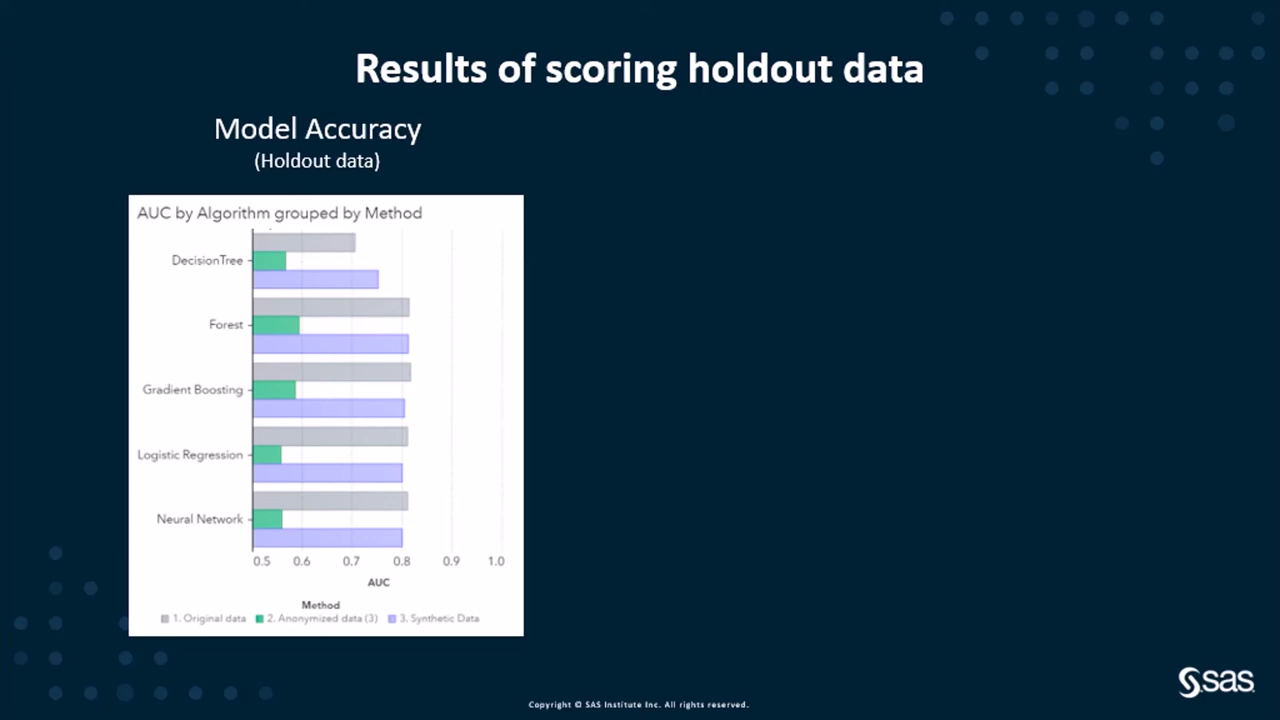 Results of scoring holdout data
Model Accuracy
(Holdout data)
AUC by Algorithm grouped by Method
DecisionTree
Forest
Gradient Boosting
Logistic Regression
Neural Network
0.5 0.6 0.7 0.8 0.9 1.0
AUC
Method
1. Original data 2. Anonymized data (3) 3. Synthetic Data
sas
Copyright © SAS Institute Inc. All rights reserved.